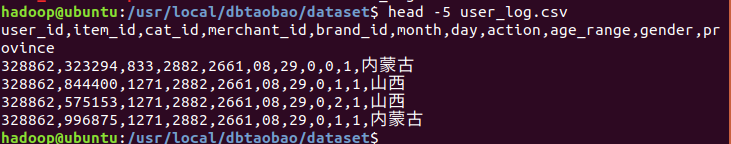 hadoop@ubuntu:/usr/local/dbtaobao/dataset$ head -5 user_log.csv
user_id,item_id,cat_id,merchant_id,brand_id,month,day,action,age_range,gender,pr
ovince
328862,323294,833,2882,2661,08,29,0,0,1,内蒙古
328862,844400,1271,2882,2661,08,29,0,1,1,山西
328862,575153,1271,2882,2661,08,29,0,2,1,山西
328862,996875,1271,2882,2661,08,29,0,1,1,内蒙古
hadoop@ubuntu:/usr/local/dbtaobao/dataset$